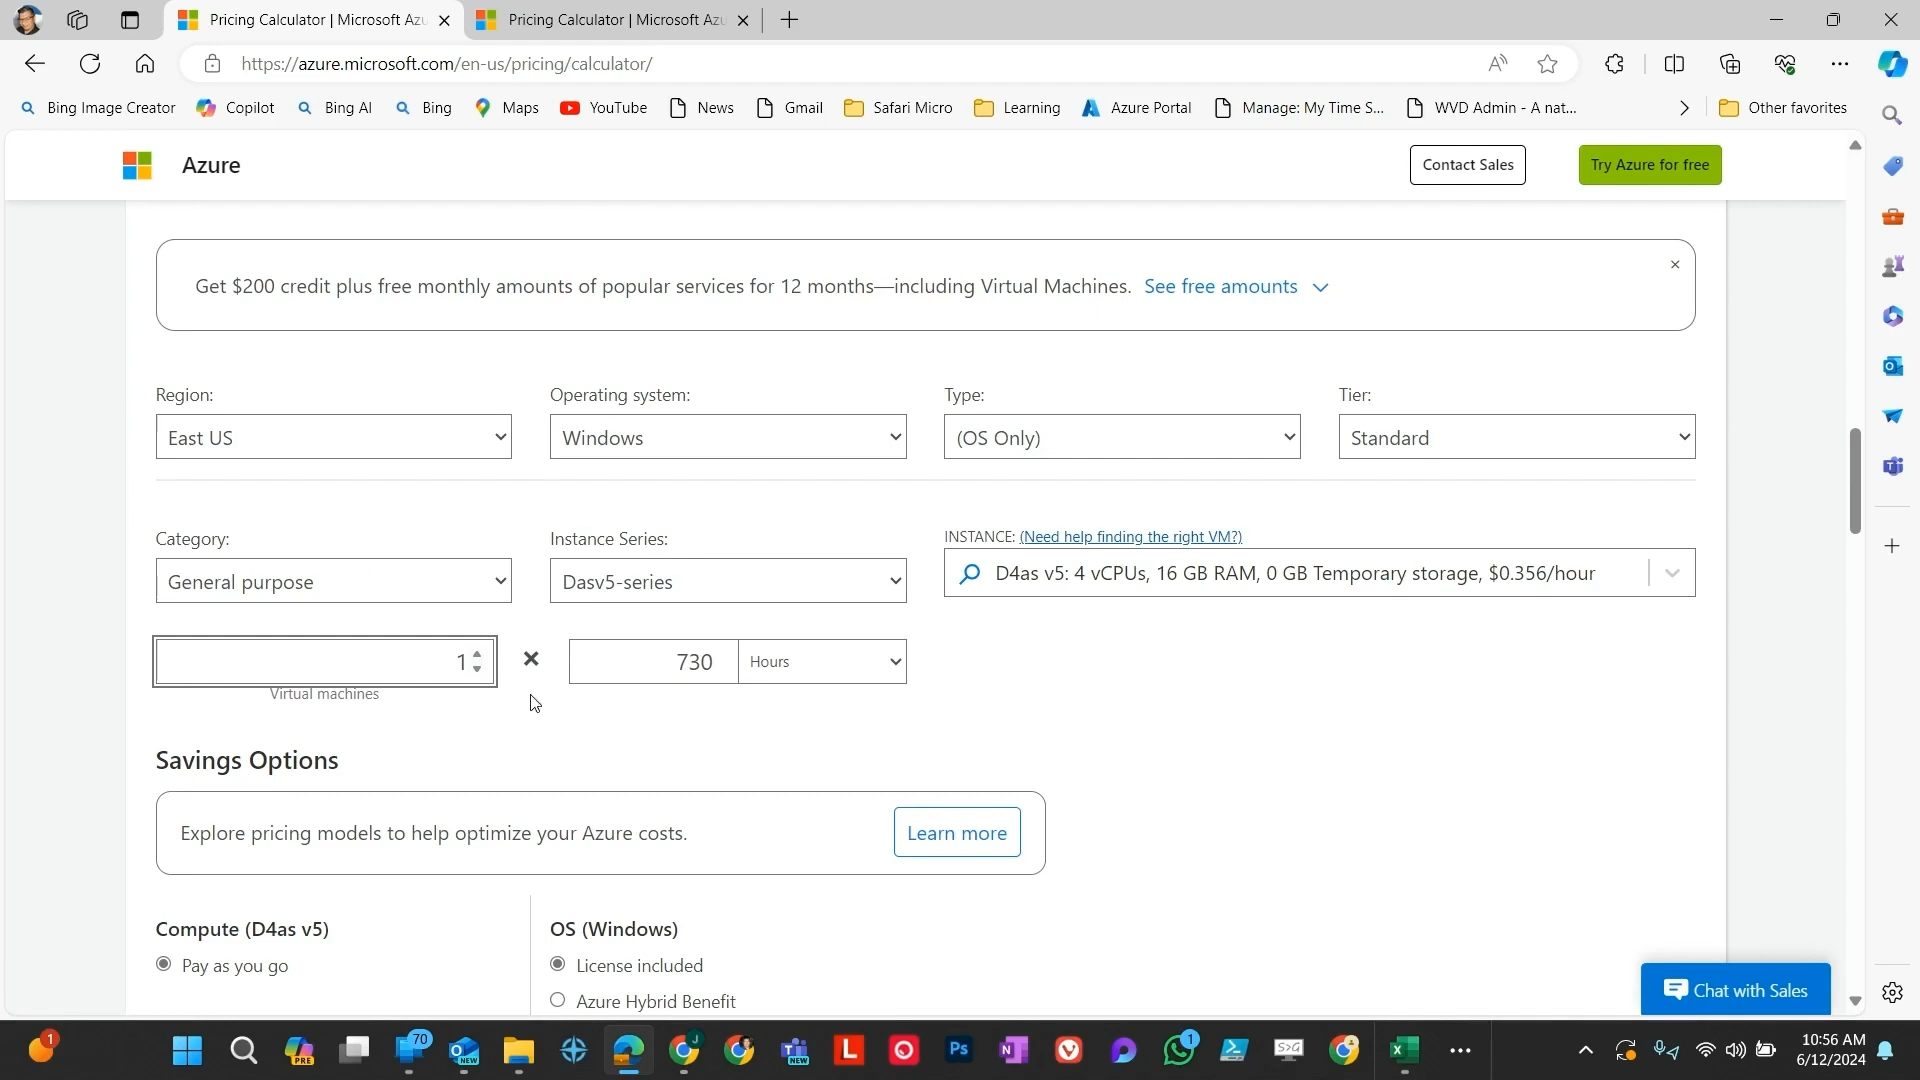 Pricing Calculator | Microsoft Azu
Pricing Calculator | Microsoft Azu
https://azure.microsoft.com/en-us/pricing/calculator/
Bing Image Creator
Copilot
Bing AI
Bing
Maps
YouTube
News
Gmail
Safari Micro
Learning
Azure Portal
Manage: My Time S...
WVD Admin - A nat...
Other favorites
Azure
Contact Sales
Try Azure for free
Get $200 credit plus free monthly amounts of popular services for 12 months—including Virtual Machines. See free amounts
Region:
Operating system:
Type:
Tier:
East US
Windows
(OS Only)
Standard
Category:
Instance Series:
INSTANCE: (Need help finding the right VM?)
General purpose
Dasv5-series
D4as v5: 4 vCPUs, 16 GB RAM, 0 GB Temporary storage, $0.356/hour
1
730
Hours
Virtual machines
Savings Options
Explore pricing models to help optimize your Azure costs.
Learn more
Compute (D4as v5)
OS (Windows)
Pay as you go
License included
Azure Hybrid Benefit
Chat with Sales
1
PRE
70
NEW
J
NEW
L
Ps
N
1
S>G
10:56 AM
6/12/2024